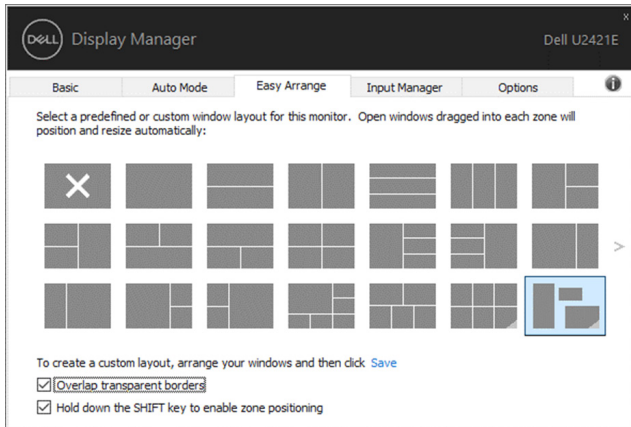 x
DELL Display Manager Dell U2421E
Basic Auto Mode Easy Arrange Input Manager Options i
Select a predefined or custom window layout for this monitor. Open windows dragged into each zone will
position and resize automatically:
>
To create a custom layout, arrange your windows and then click Save
Overlap transparent borders
Hold down the SHIFT key to enable zone positioning